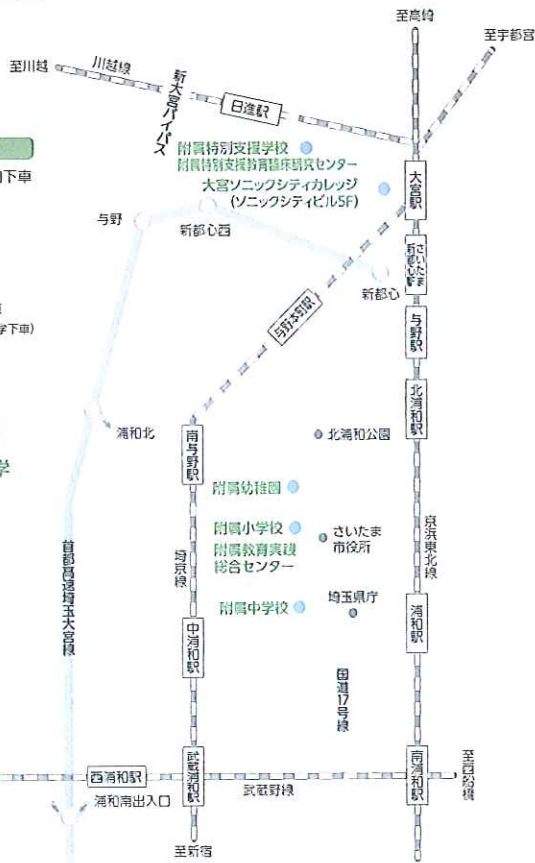 至高崎
至宇都宮
至川越
川越線
新大宮バイパス
日進駅
附属特別支援学校
附属特別支援教育臨床研究センター
大宮ソニックシティカレッジ
(ソニックシティビル5F)
大宮駅
下車
与野
新都心西
さいたま
新都心駅
新都心
与野駅
学下車)
与野本町駅
北浦和駅
浦和北
南与野駅
北浦和公園
学
附属幼稚園
附属小学校
さいたま
市役所
附属教育実践
総合センター
京浜東北線
首都高速埼玉大宮線
埼京線
附属中学校
埼玉県庁
浦和駅
中浦和駅
国道17号線
西浦和駅
武蔵浦和駅
武蔵野線
南浦和駅
至西船橋
浦和南出入口
至新宿